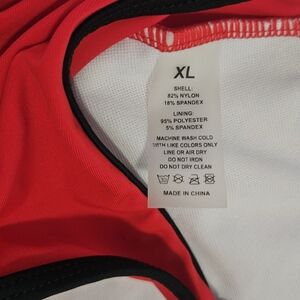 XL
SHELL:
82% NYLON
18% SPANDEX
LINING:
95% POLYESTER
5% SPANDEX
MACHINE WASH COLD
WITH LIKE COLORS ONLY
LINE OR AIR DRY
DO NOT IRON
DO NOT DRY CLEAN
MADE IN CHINA